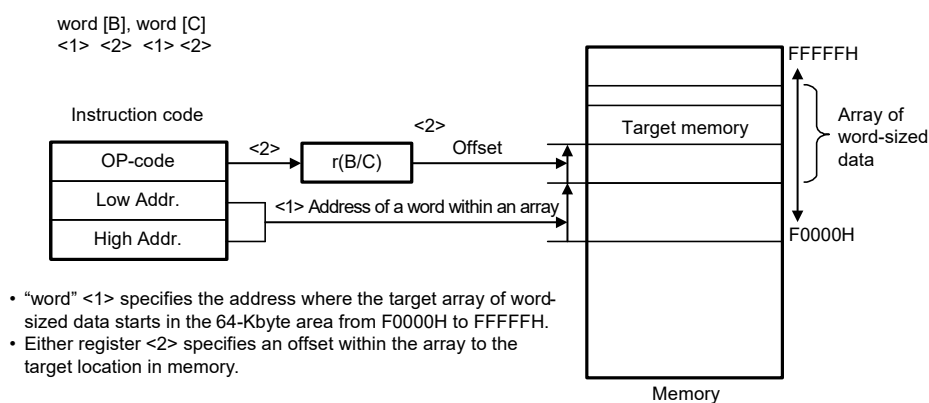 word [B], word [C]
<1> <2> <1> <2>
FFFFFH
Instruction code
<2>
<2>
Array of
word-sized
data
Target memory
OP-code
r(B/C)
Offset
Low Addr.
<1> Address of a word within an array
High Addr.
F0000H
• “word” <1> specifies the address where the target array of word-
sized data starts in the 64-Kbyte area from F0000H to FFFFFH.
• Either register <2> specifies an offset within the array to the
target location in memory.
Memory